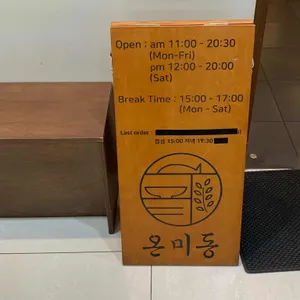 Open : am 11:00 - 20:30
(Mon-Fri)
pm 12:00 - 20:00
(Sat)
Break Time : 15:00 - 17:00
(Mon - Sat)
Last order :
점심 15:00 저녁 19:30
온미동